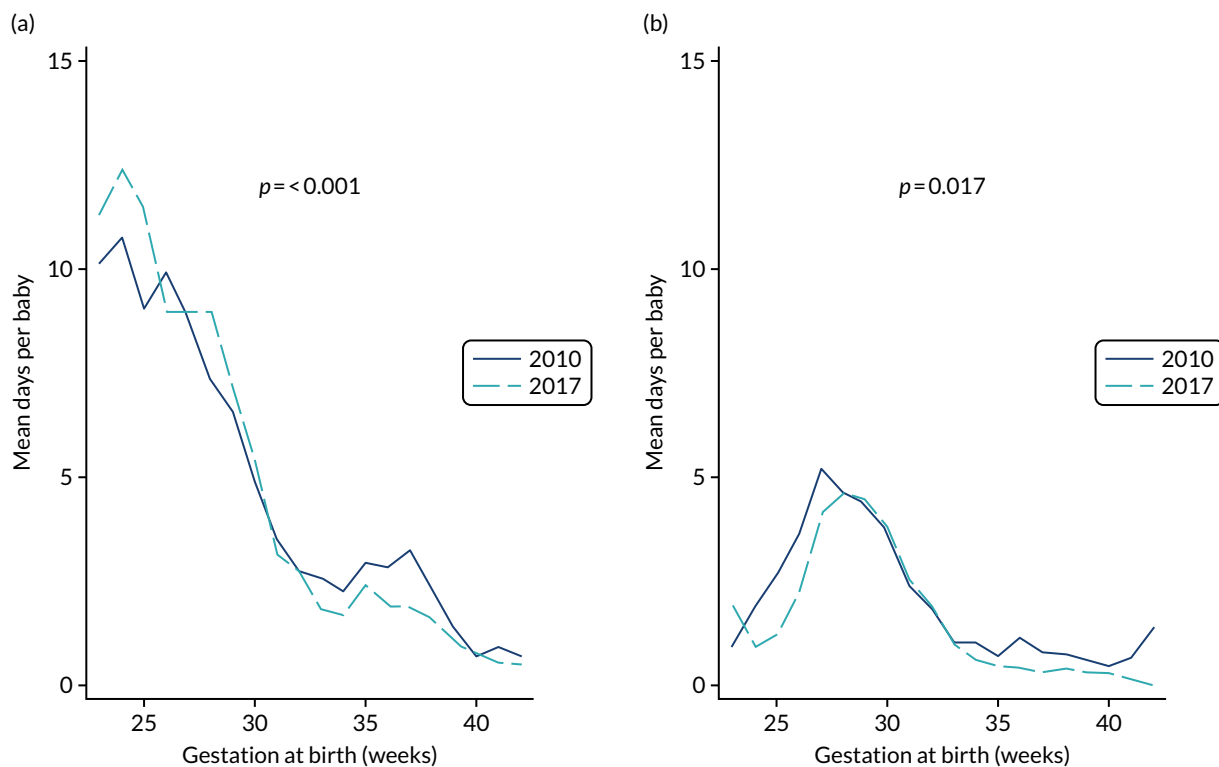 (a)
15
10
5
0
Mean days per baby
p = < 0.001
2010
2017
25 30 35 40
Gestation at birth (weeks)
(b)
15
10
5
0
Mean days per baby
p = 0.017
2010
2017
25 30 35 40
Gestation at birth (weeks)